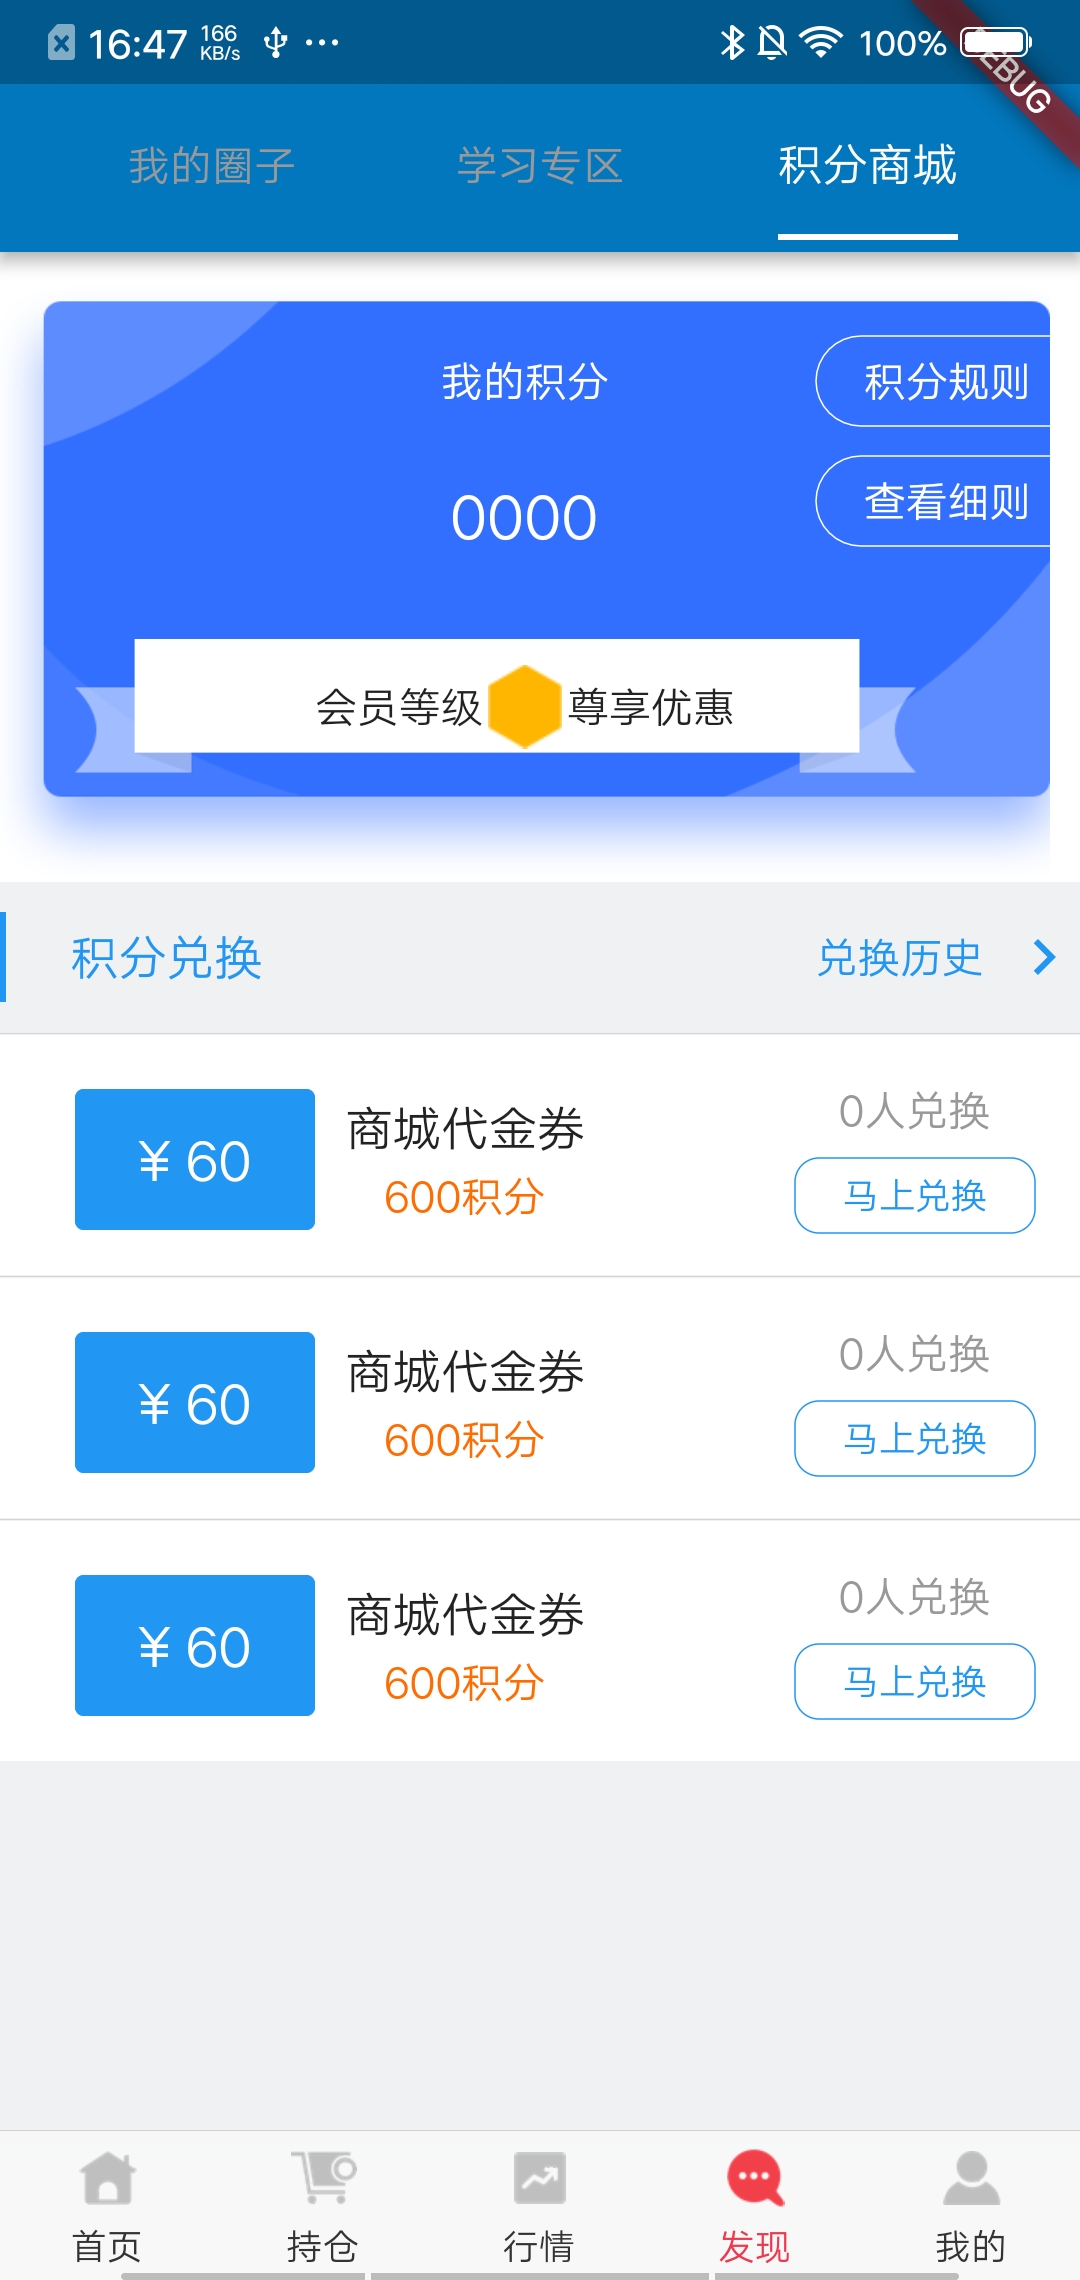 16:47 166 KB/s 100%
DEBUG
我的圈子 学习专区 积分商城
我的积分 积分规则
0000 查看细则
会员等级 尊享优惠
积分兑换 兑换历史
¥ 60 商城代金券 0人兑换
600积分 马上兑换
¥ 60 商城代金券 0人兑换
600积分 马上兑换
¥ 60 商城代金券 0人兑换
600积分 马上兑换
首页 持仓 行情 发现 我的